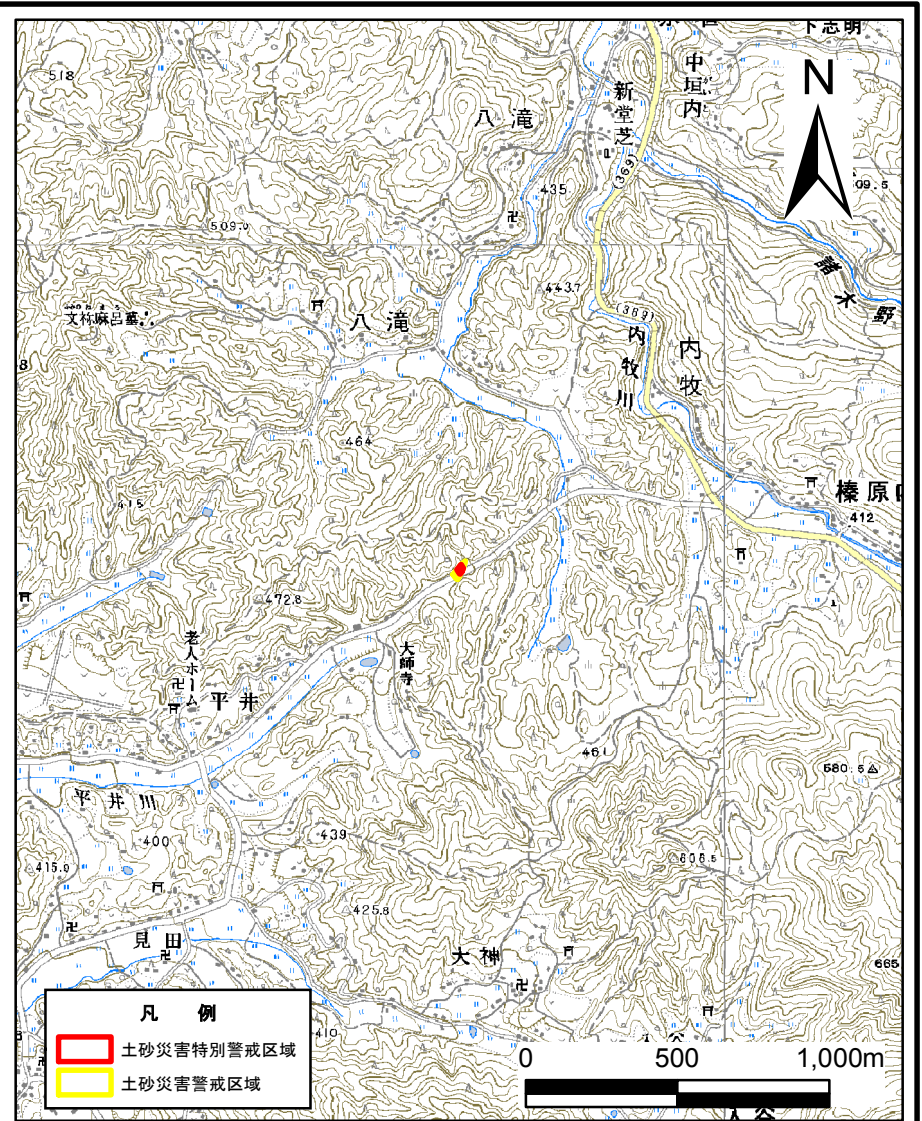 518
八滝
新堂芝
中垣内
下志明
N
435
(369)
509.0
443.7
諸木野
文祢麻呂墓
八滝
(369)
内牧川
内牧
464
415
榛原
412
472.8
老人ホーム
大師寺
平井
461
平井川
400
439
680.5
415.9
606.5
425.8
見田
大神
665
410
凡例
土砂災害特別警戒区域
土砂災害警戒区域
0 500 1,000m